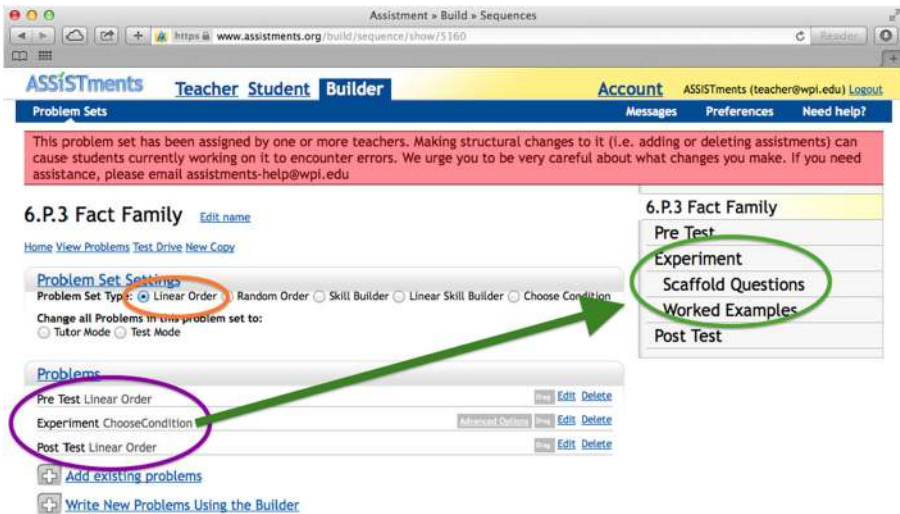 Assistment » Build » Sequences
https www.assistments.org/build/sequence/show/5160
Reader
ASSISTments
Teacher Student Builder
Account ASSISTments (teacher@wpi.edu) Logout
Problem Sets
Messages Preferences Need help?
This problem set has been assigned by one or more teachers. Making structural changes to it (i.e. adding or deleting assistments) can
cause students currently working on it to encounter errors. We urge you to be very careful about what changes you make. If you need
assistance, please email assistments-help@wpi.edu
6.P.3 Fact Family Edit name
Home View Problems Test Drive New Copy
Problem Set Settings
Problem Set Type: Linear Order Random Order Skill Builder Linear Skill Builder Choose Condition
Change all Problems in this problem set to:
Tutor Mode Test Mode
Problems
Pre Test Linear Order Drag Edit Delete
Experiment ChooseCondition Advanced Options Drag Edit Delete
Post Test Linear Order Drag Edit Delete
Add existing problems
Write New Problems Using the Builder
6.P.3 Fact Family
Pre Test
Experiment
Scaffold Questions
Worked Examples
Post Test